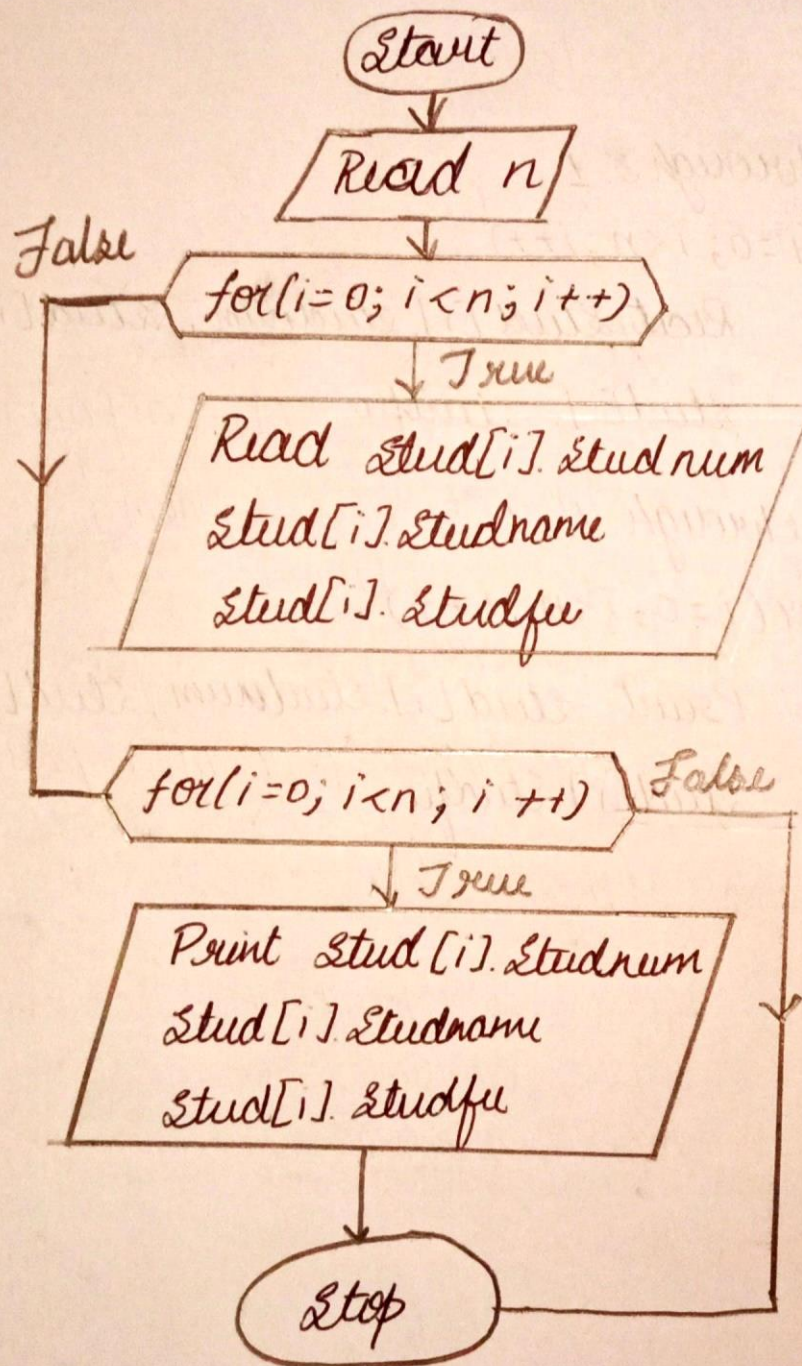 Start
Read n
False
for(i=0; i<n; i++)
True
Read Stud[i].Studnum
Stud[i].Studname
Stud[i].Studfee
for(i=0; i<n; i++)
False
True
Print Stud[i].Studnum
Stud[i].Studname
Stud[i].Studfee
Stop